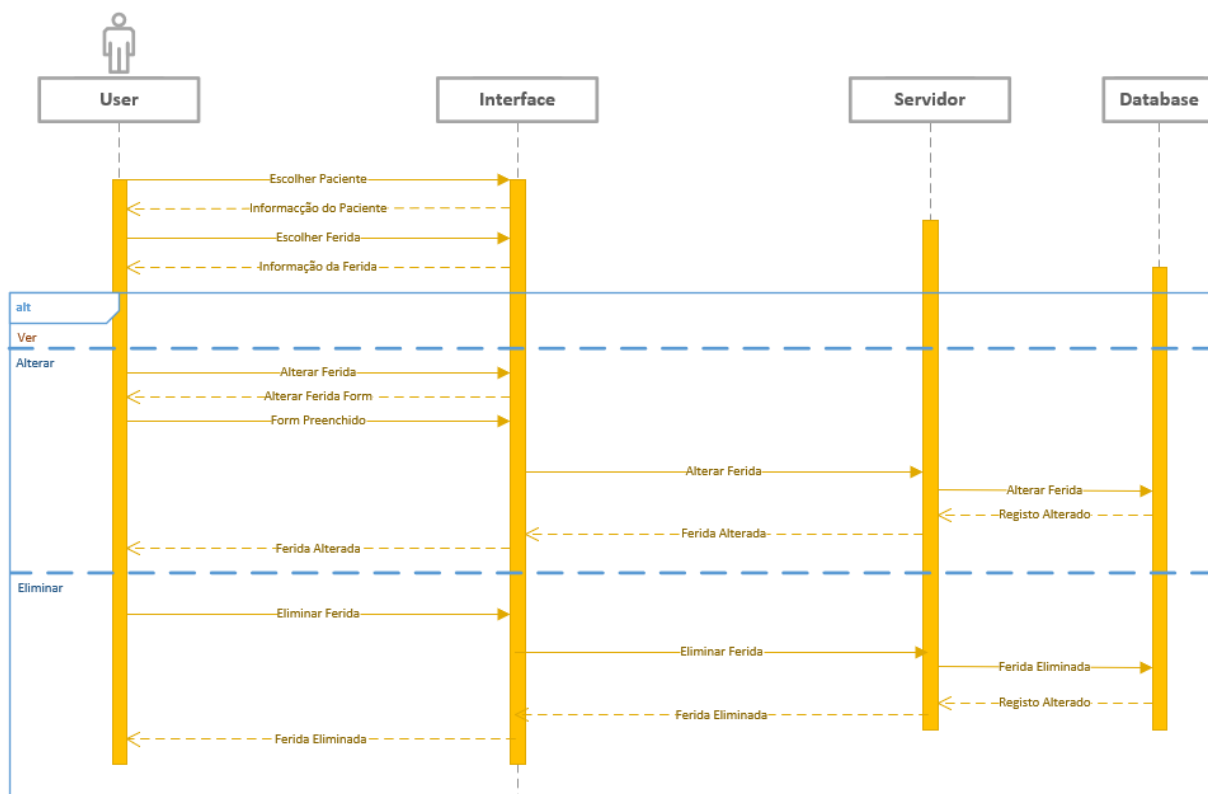 User
Interface
Servidor
Database
Escolher Paciente
Informacção do Paciente
Escolher Ferida
Informação da Ferida
alt
Ver
Alterar
Alterar Ferida
Alterar Ferida Form
Form Preenchido
Alterar Ferida
Alterar Ferida
Registo Alterado
Ferida Alterada
Ferida Alterada
Eliminar
Eliminar Ferida
Eliminar Ferida
Ferida Eliminada
Registo Alterado
Ferida Eliminada
Ferida Eliminada